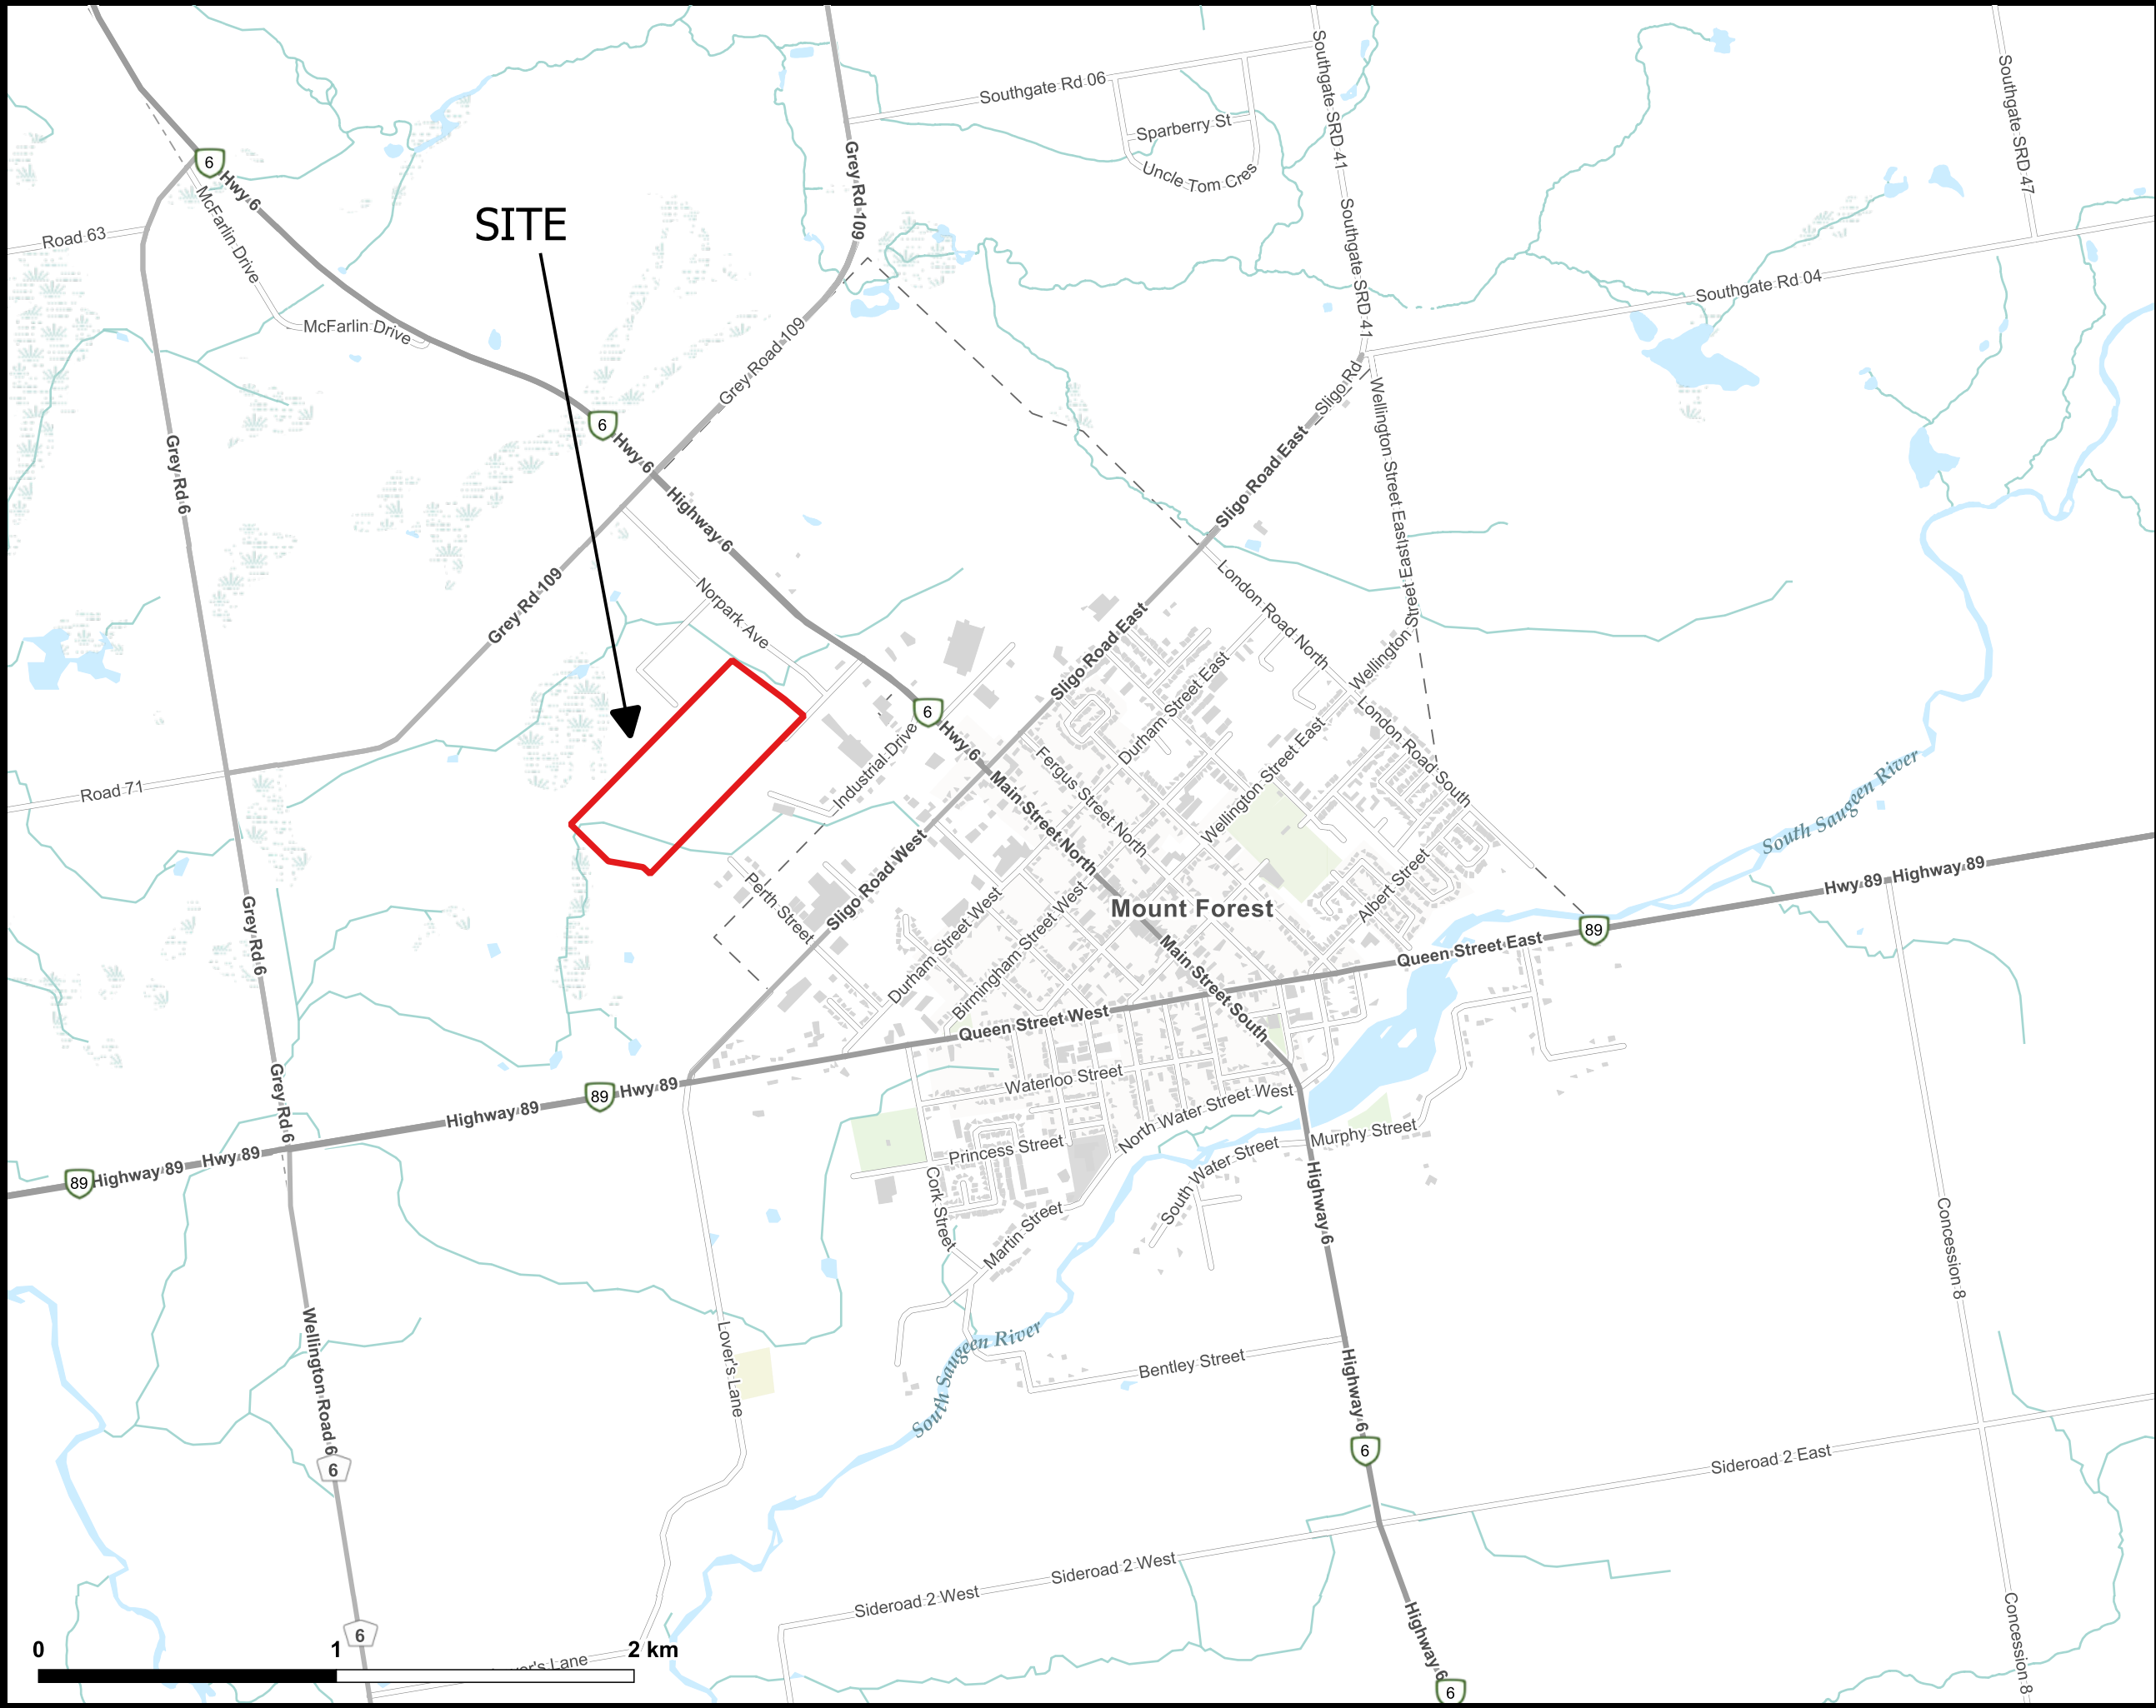 Southgate Rd 06
Southgate SRD 41
Southgate SRD 47
Sparberry St
Uncle Tom Cres
Grey Rd 109
6
Hwy 6
McFarlin Drive
Road 63
SITE
Southgate SRD 41
Southgate Rd 04
McFarlin Drive
Grey Road 109
Sligo Rd
6
Hwy 6
Grey Rd 6
Highway 6
Sligo Road East
Wellington Street East
East Street
Norpark Ave
Grey Rd 109
London Road North
Sligo Road East
Durham Street East
Wellington S
6
Hwy 6
Industrial Drive
Fergus Street North
Wellington Street East
London Road South
Road 71
Main Street North
South Saugeen River
Sligo Road West
Perth Street
Albert Street
Mount Forest
Hwy 89
Highway 89
89
Durham Street West
Birmingham Street West
Main Street South
Queen Street East
Grey Rd 6
Queen Street West
Grey Rd 6
Waterloo Street
89
Hwy 89
Highway 89
North Water Street West
Murphy Street
Princess Street
South Water Street
Hwy 89
89
Highway 89
Cork Street
Highway 6
Martin Street
Concession 8
South Saugeen River
Wellington Road 6
Lover's Lane
Bentley Street
Highway 6
6
6
Sideroad 2 East
Sideroad 2 West
Sideroad 2 West
Highway 6
Concession 8
6
0 1 2 km
er's Lane
6